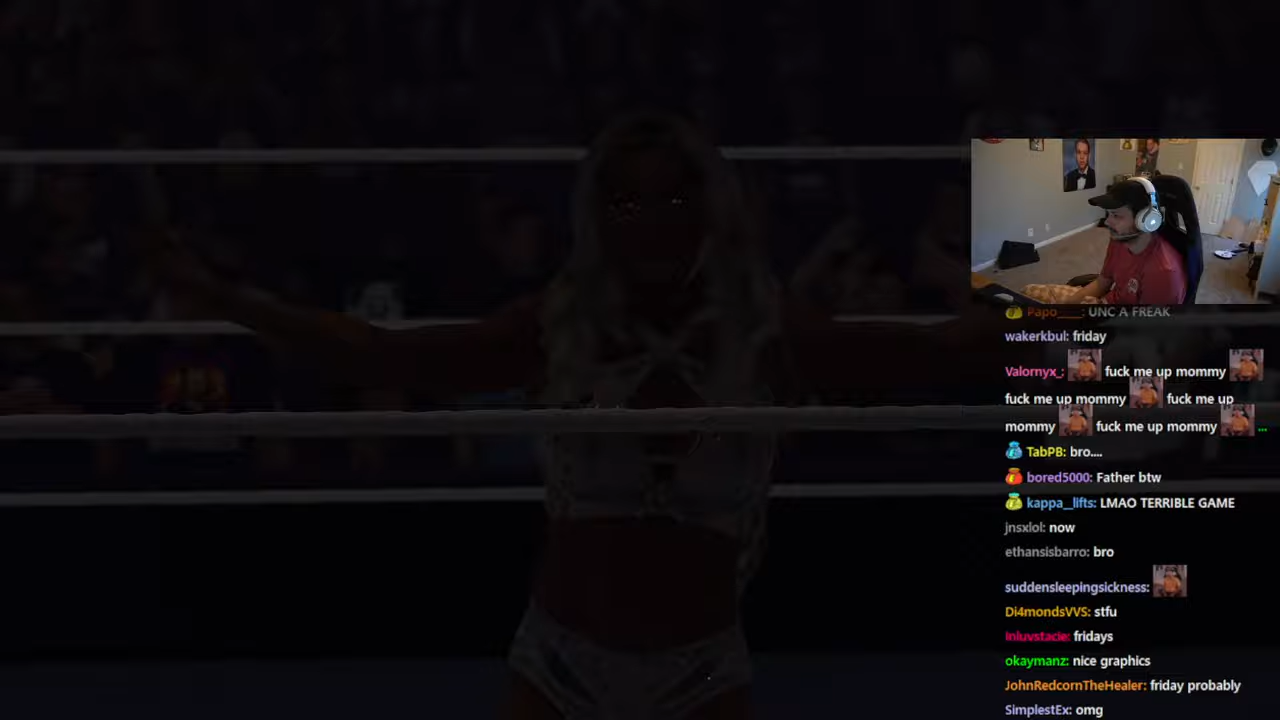 Papo____: UNC A FREAK
wakerkbul: friday
Valornyx_: fuck me up mommy
fuck me up mommy fuck me up
mommy fuck me up mommy ...
TabPB: bro....
bored5000: Father btw
kappa__lifts: LMAO TERRIBLE GAME
jnsxlol: now
ethansisbarro: bro
suddensleepingsickness:
Di4mondsVVS: stfu
inluvstacie: fridays
okaymanz: nice graphics
JohnRedcornTheHealer: friday probably
SimplestEx: omg